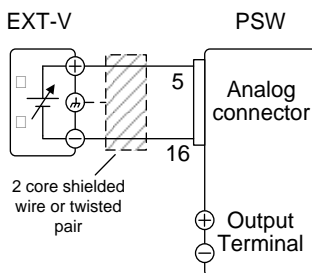 EXT-V
PSW
5
Analog
connector
16
2 core shielded
wire or twisted
pair
Output
Terminal